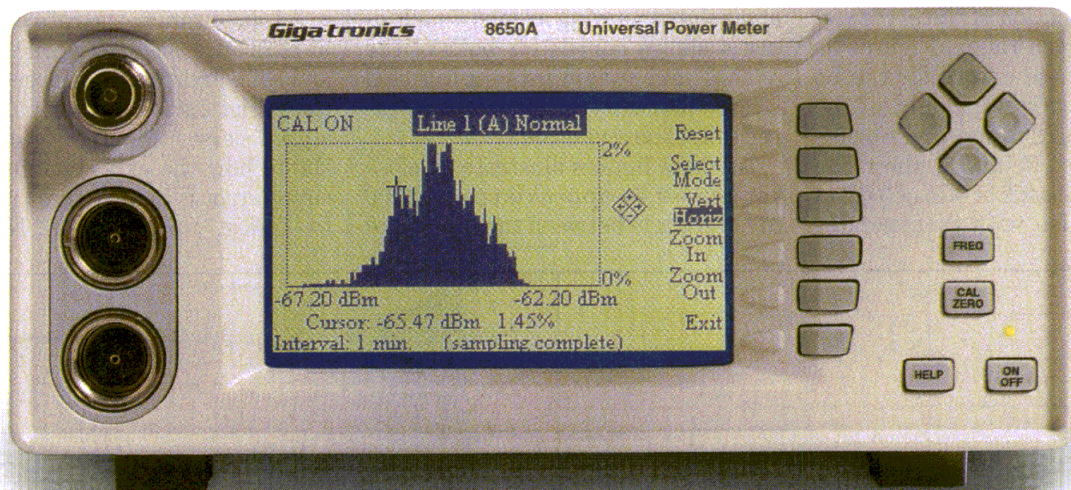 Giga-tronics 8650A Universal Power Meter
CAL ON Line 1 (A) Normal
Reset
2%
Select
Mode
Vert
Horiz
Zoom
In
Zoom
Out
0%
-67.20 dBm -62.20 dBm
Cursor: -65.47 dBm 1.45%
Exit
Interval: 1 min. (sampling complete)
FREQ
CAL
ZERO
HELP
ON
OFF